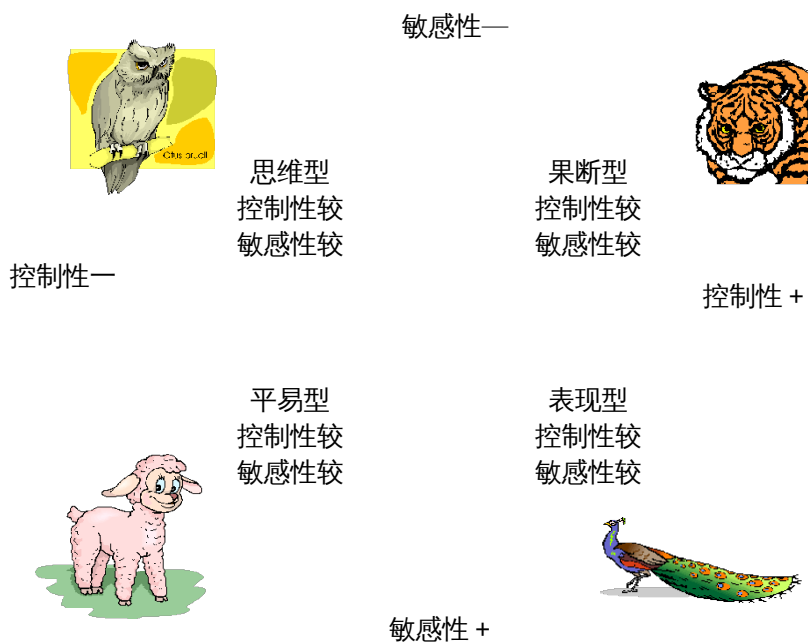 敏感性—
思维型
控制性较
敏感性较
果断型
控制性较
敏感性较
控制性一
控制性 +
平易型
控制性较
敏感性较
表现型
控制性较
敏感性较
敏感性 +